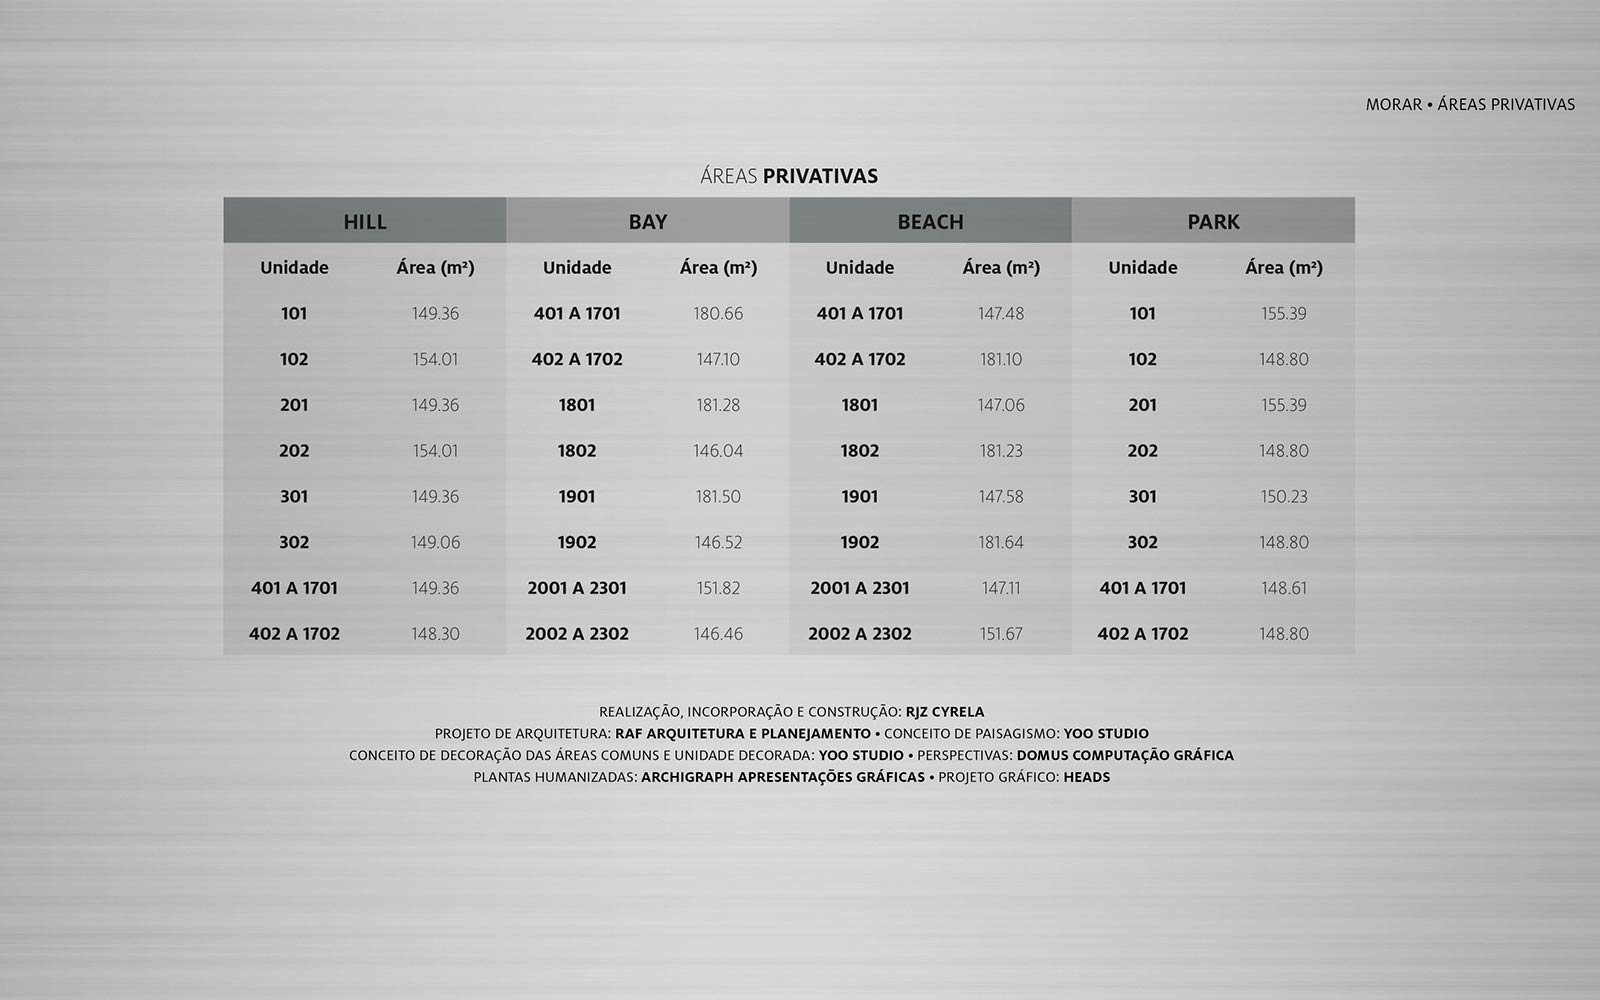 MORAR • ÁREAS PRIVATIVAS
ÁREAS PRIVATIVAS
HILL BAY BEACH PARK
Unidade Área (m²) Unidade Área (m²) Unidade Área (m²) Unidade Área (m²)
101 149.36 401 A 1701 180.66 401 A 1701 147.48 101 155.39
102 154.01 402 A 1702 147.10 402 A 1702 181.10 102 148.80
201 149.36 1801 181.28 1801 147.06 201 155.39
202 154.01 1802 146.04 1802 181.23 202 148.80
301 149.36 1901 181.50 1901 147.58 301 150.23
302 149.06 1902 146.52 1902 181.64 302 148.80
401 A 1701 149.36 2001 A 2301 151.82 2001 A 2301 147.11 401 A 1701 148.61
402 A 1702 148.30 2002 A 2302 146.46 2002 A 2302 151.67 402 A 1702 148.80
REALIZAÇÃO, INCORPORAÇÃO E CONSTRUÇÃO: RJZ CYRELA
PROJETO DE ARQUITETURA: RAF ARQUITETURA E PLANEJAMENTO • CONCEITO DE PAISAGISMO: YOO STUDIO
CONCEITO DE DECORAÇÃO DAS ÁREAS COMUNS E UNIDADE DECORADA: YOO STUDIO • PERSPECTIVAS: DOMUS COMPUTAÇÃO GRÁFICA
PLANTAS HUMANIZADAS: ARCHIGRAPH APRESENTAÇÕES GRÁFICAS • PROJETO GRÁFICO: HEADS